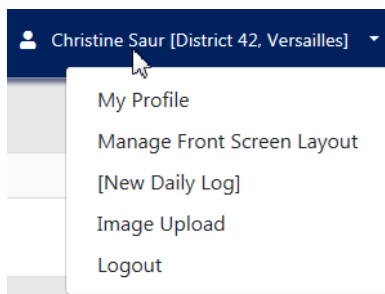 Christine Saur [District 42, Versailles]
My Profile
Manage Front Screen Layout
[New Daily Log]
Image Upload
Logout